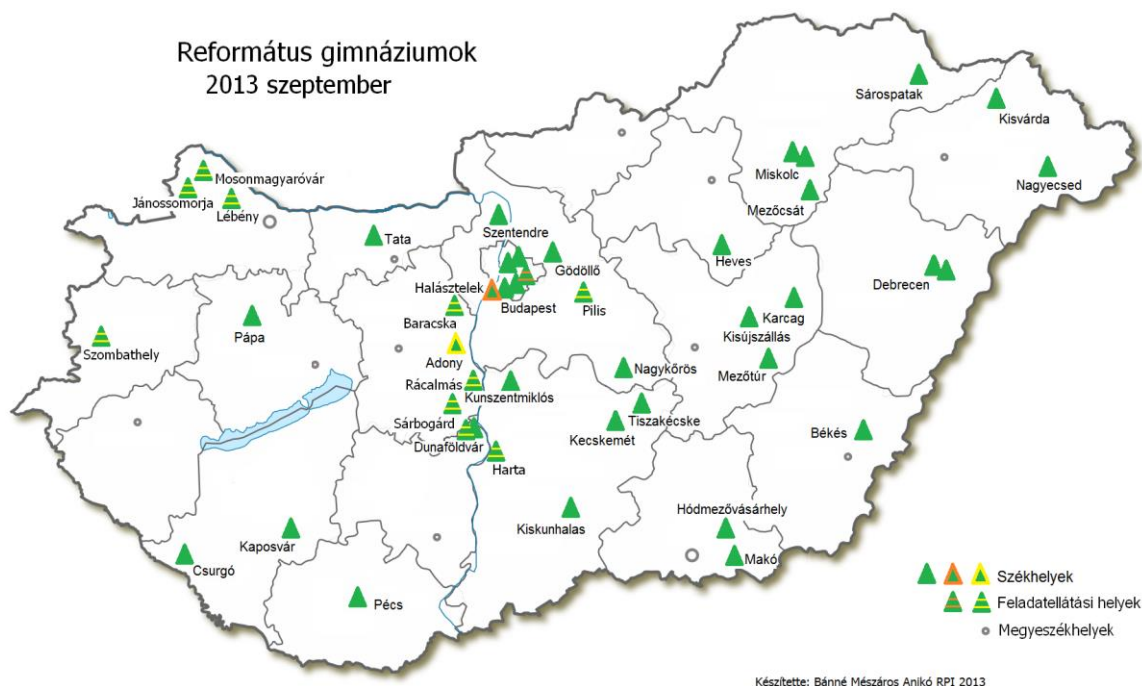 Református gimnáziumok
2013 szeptember
Sárospatak
Kisvárda
Miskolc
Nagyecsed
Mosonmagyaróvár
Jánossomorja
Lébény
Mezőcsát
Szentendre
Tata
Heves
Gödöllő
Debrecen
Halásztelek
Budapest
Pilis
Karcag
Baracska
Kisújszállás
Pápa
Szombathely
Adony
Nagykőrös
Mezőtúr
Rácalmás
Kunszentmiklós
Tiszakécske
Sárbogárd
Kecskemét
Békés
Dunaföldvár
Harta
Hódmezővásárhely
Kiskunhalas
Kaposvár
Makó
Csurgó
Pécs
Székhelyek
Feladatellátási helyek
Megyeszékhelyek
Készítette: Bánné Mészáros Anikó RPI 2013